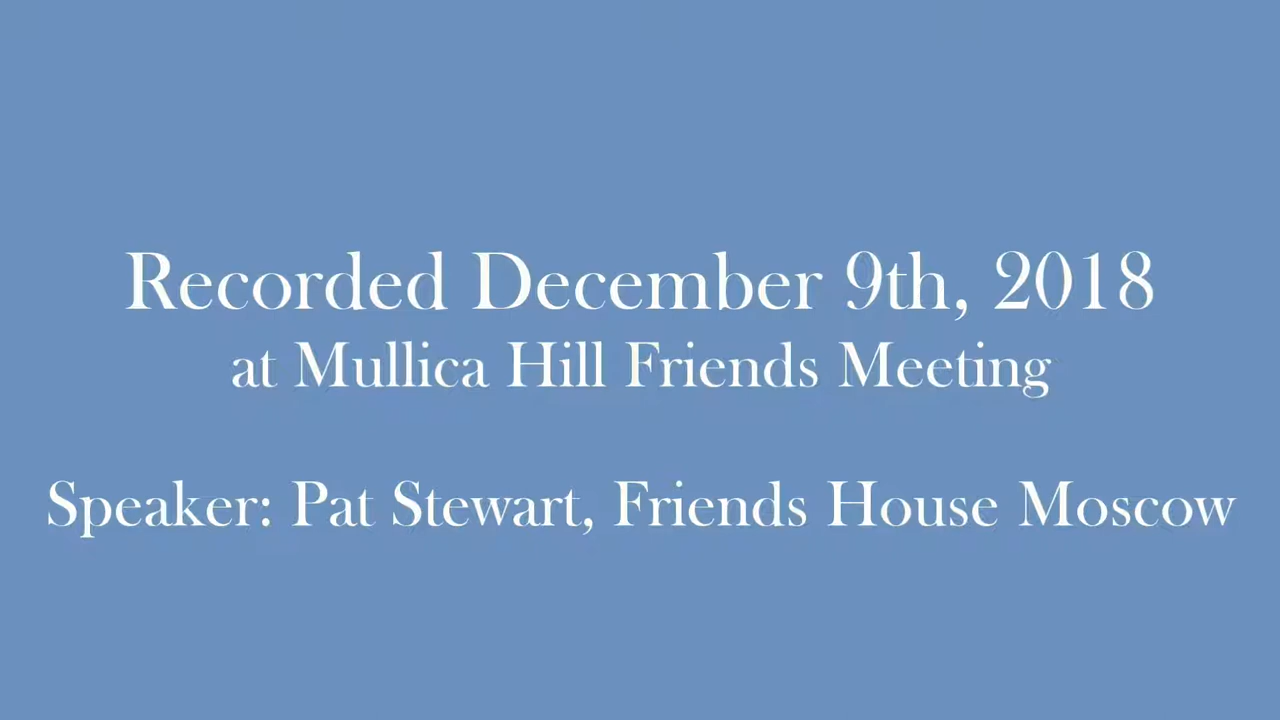 Recorded December 9th, 2018
at Mullica Hill Friends Meeting
Speaker: Pat Stewart, Friends House Moscow